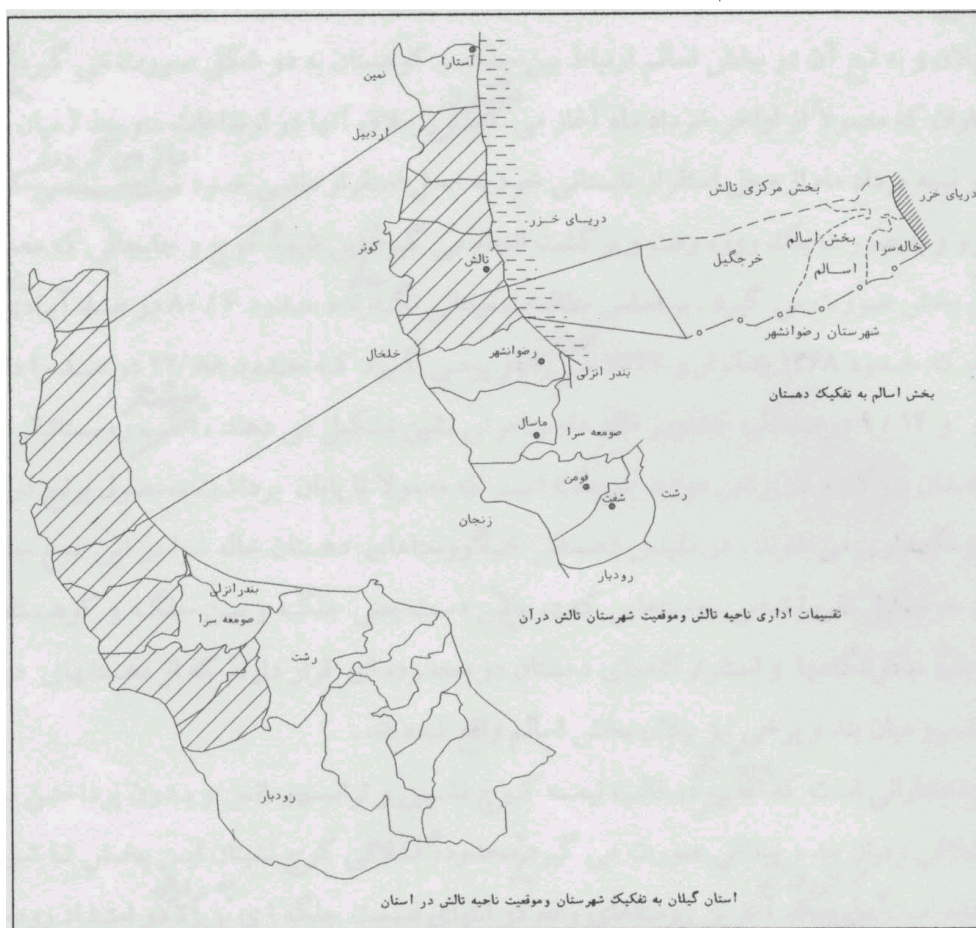 آستارا
نمین
اردبیل
کوثر
تالش
دریـای خـزر
خلخال
رضوانشهر
بندر انزلی
ماسال
صومعه سرا
فومن
شفت
رشت
زنجان
رودبار
بخش مرکزی تالش
دریای خزر
بخش اسالم
خاله‌سرا
خرجگیل
اسـالم
شهرستان رضوانشهر
بخش اسالم به تفکیک دهستان
تقسیمات اداری ناحیه تالش وموقعیت شهرستان تالش درآن
بندرانزلی
صومعه سرا
رشت
رودبار
استان گیلان به تفکیک شهرستان وموقعیت ناحیه تالش در استان